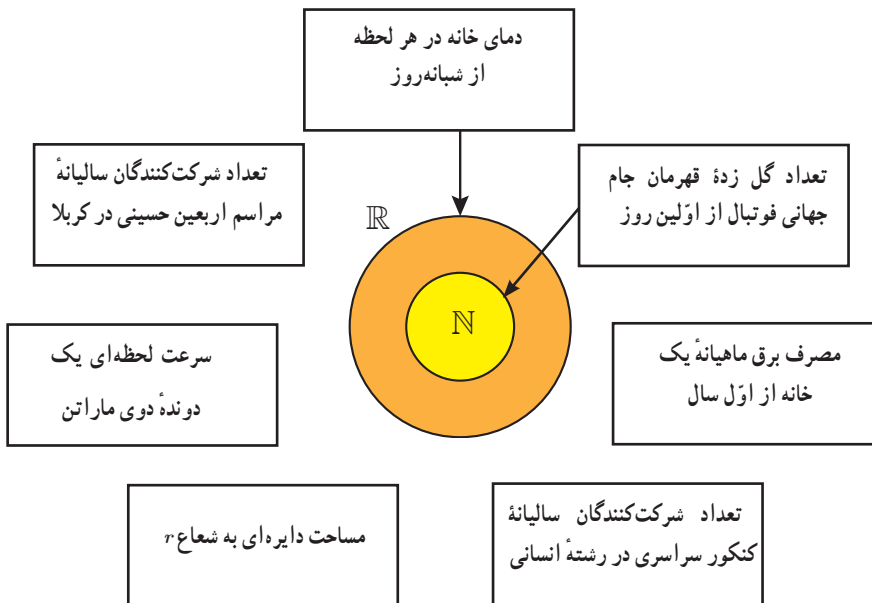 دمای خانه در هر لحظه
از شبانه‌روز
تعداد گل زدهٔ قهرمان جام
جهانی فوتبال از اوّلین روز
تعداد شرکت‌کنندگان سالیانهٔ
مراسم اربعین حسینی در کربلا
ℝ
ℕ
مصرف برق ماهیانهٔ یک
خانه از اوّل سال
سرعت لحظه‌ای یک
دوندهٔ دوی ماراتن
تعداد شرکت‌کنندگان سالیانهٔ
کنکور سراسری در رشتهٔ انسانی
مساحت دایره‌ای به شعاع r